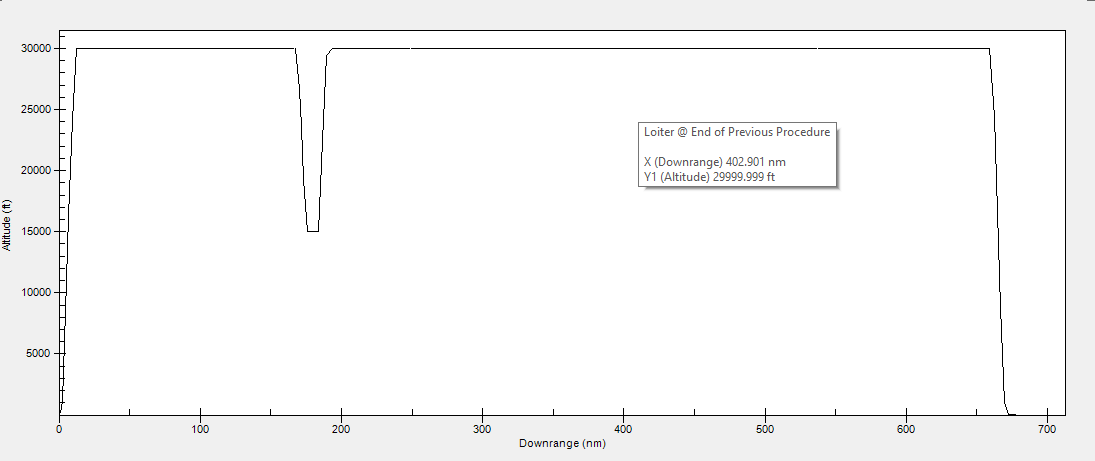 30000
25000
20000
15000
10000
5000
Altitude (ft)
Loiter @ End of Previous Procedure
X (Downrange) 402.901 nm
Y1 (Altitude) 29999.999 ft
0 100 200 300 400 500 600 700
Downrange (nm)